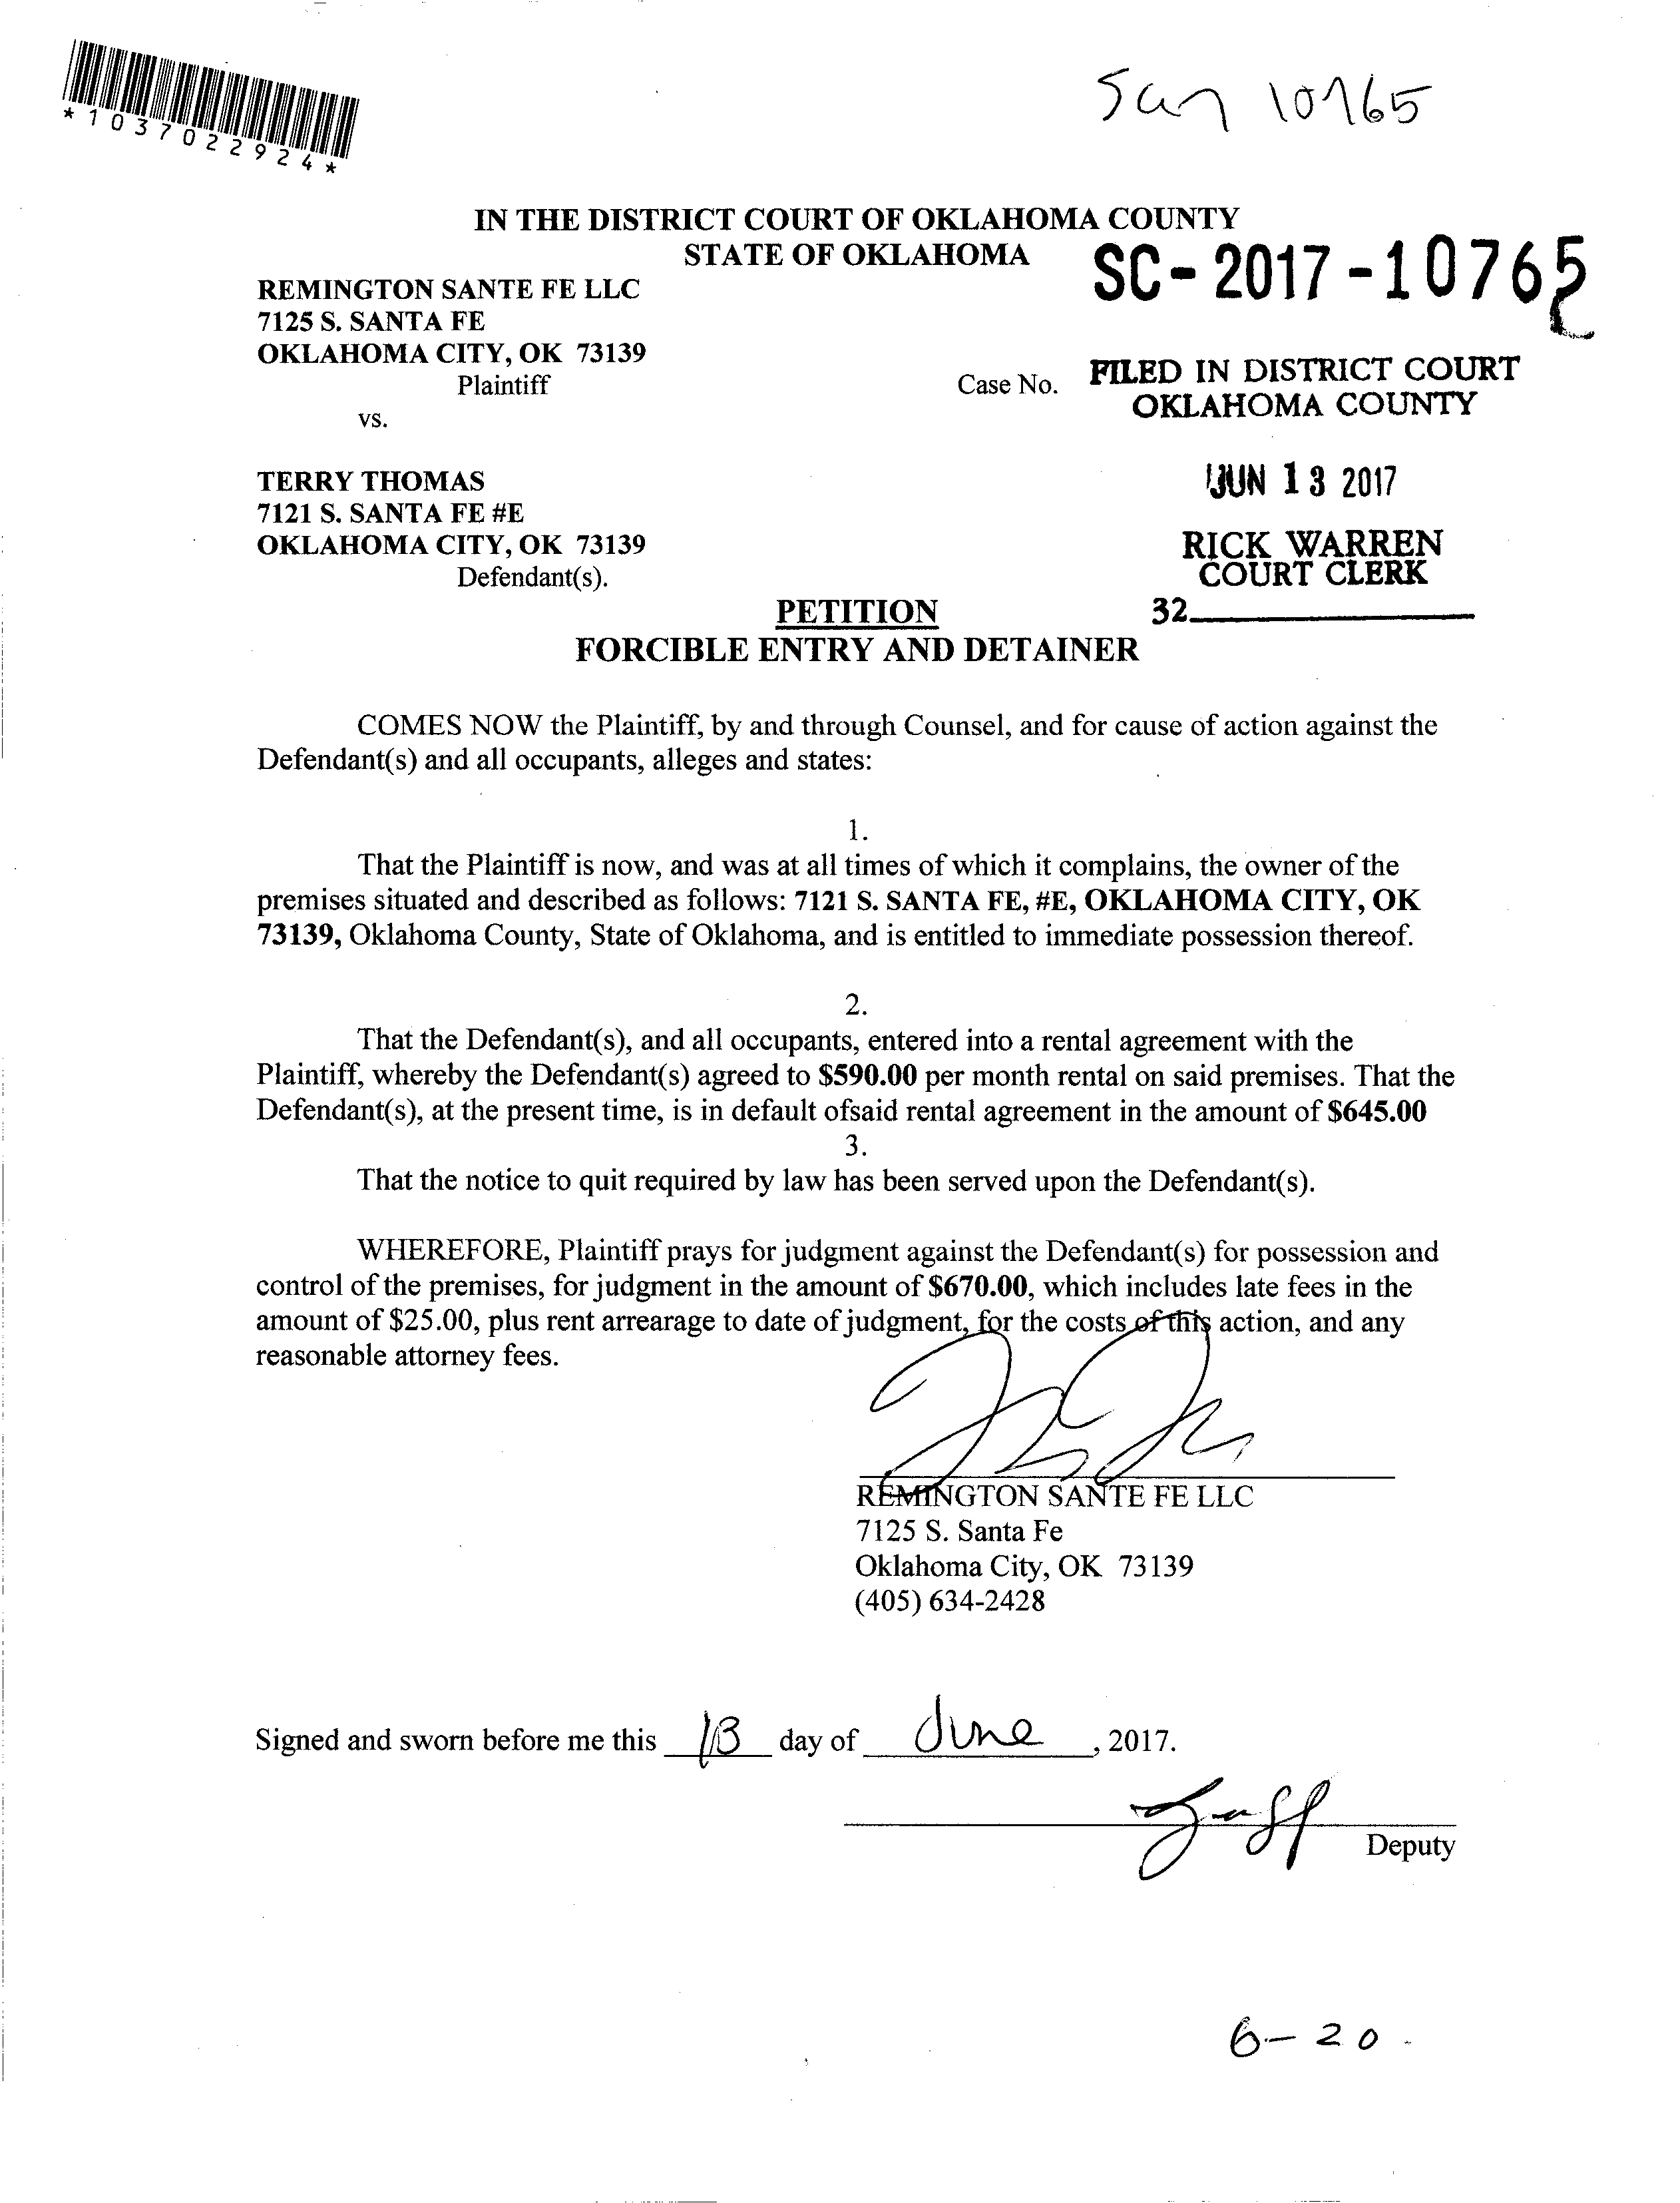 *1037022924*
10765
IN THE DISTRICT COURT OF OKLAHOMA COUNTY
STATE OF OKLAHOMA
SC-2017-10765
REMINGTON SANTE FE LLC
7125 S. SANTA FE
OKLAHOMA CITY, OK 73139
Plaintiff
Case No.
FILED IN DISTRICT COURT
OKLAHOMA COUNTY
vs.
TERRY THOMAS
7121 S. SANTA FE #E
OKLAHOMA CITY, OK 73139
Defendant(s).
JUN 13 2017
RICK WARREN
COURT CLERK
32
PETITION
FORCIBLE ENTRY AND DETAINER
COMES NOW the Plaintiff, by and through Counsel, and for cause of action against the
Defendant(s) and all occupants, alleges and states:
1.
That the Plaintiff is now, and was at all times of which it complains, the owner of the
premises situated and described as follows: 7121 S. SANTA FE, #E, OKLAHOMA CITY, OK
73139, Oklahoma County, State of Oklahoma, and is entitled to immediate possession thereof.
2.
That the Defendant(s), and all occupants, entered into a rental agreement with the
Plaintiff, whereby the Defendant(s) agreed to $590.00 per month rental on said premises. That the
Defendant(s), at the present time, is in default ofsaid rental agreement in the amount of $645.00
3.
That the notice to quit required by law has been served upon the Defendant(s).
WHEREFORE, Plaintiff prays for judgment against the Defendant(s) for possession and
control of the premises, for judgment in the amount of $670.00, which includes late fees in the
amount of $25.00, plus rent arrearage to date of judgment, for the costs of this action, and any
reasonable attorney fees.
REMINGTON SANTE FE LLC
7125 S. Santa Fe
Oklahoma City, OK 73139
(405) 634-2428
Signed and sworn before me this 13 day of June, 2017.
Deputy
6-20